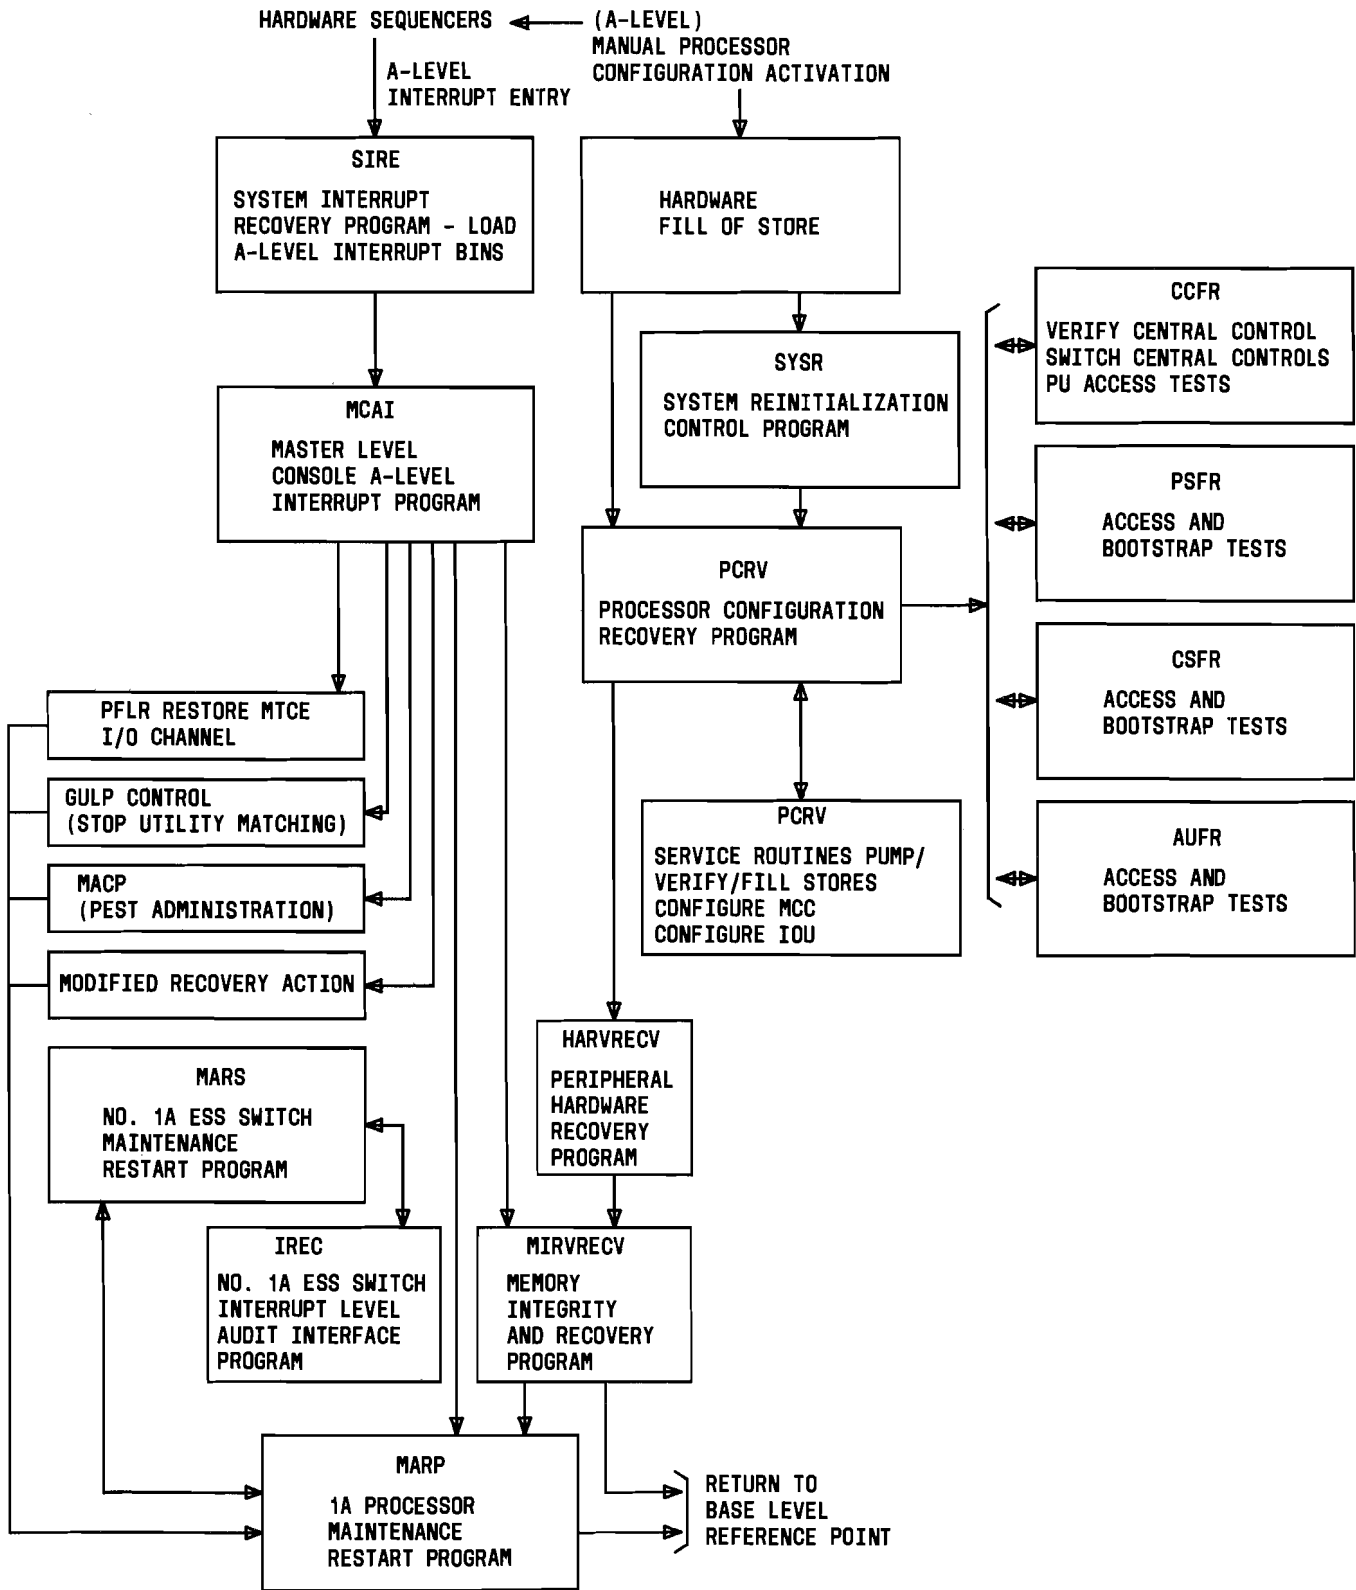 HARDWARE SEQUENCERS
(A-LEVEL)
MANUAL PROCESSOR
CONFIGURATION ACTIVATION
A-LEVEL
INTERRUPT ENTRY
SIRE
SYSTEM INTERRUPT
RECOVERY PROGRAM - LOAD
A-LEVEL INTERRUPT BINS
HARDWARE
FILL OF STORE
MCAI
MASTER LEVEL
CONSOLE A-LEVEL
INTERRUPT PROGRAM
SYSR
SYSTEM REINITIALIZATION
CONTROL PROGRAM
CCFR
VERIFY CENTRAL CONTROL
SWITCH CENTRAL CONTROLS
PU ACCESS TESTS
PSFR
ACCESS AND
BOOTSTRAP TESTS
PCRV
PROCESSOR CONFIGURATION
RECOVERY PROGRAM
CSFR
ACCESS AND
BOOTSTRAP TESTS
PFLR RESTORE MTCE
I/O CHANNEL
GULP CONTROL
(STOP UTILITY MATCHING)
MACP
(PEST ADMINISTRATION)
MODIFIED RECOVERY ACTION
PCRV
SERVICE ROUTINES PUMP/
VERIFY/FILL STORES
CONFIGURE MCC
CONFIGURE IOU
AUFR
ACCESS AND
BOOTSTRAP TESTS
MARS
NO. 1A ESS SWITCH
MAINTENANCE
RESTART PROGRAM
HARVRECV
PERIPHERAL
HARDWARE
RECOVERY
PROGRAM
IREC
NO. 1A ESS SWITCH
INTERRUPT LEVEL
AUDIT INTERFACE
PROGRAM
MIRVRECV
MEMORY
INTEGRITY
AND RECOVERY
PROGRAM
MARP
1A PROCESSOR
MAINTENANCE
RESTART PROGRAM
RETURN TO
BASE LEVEL
REFERENCE POINT